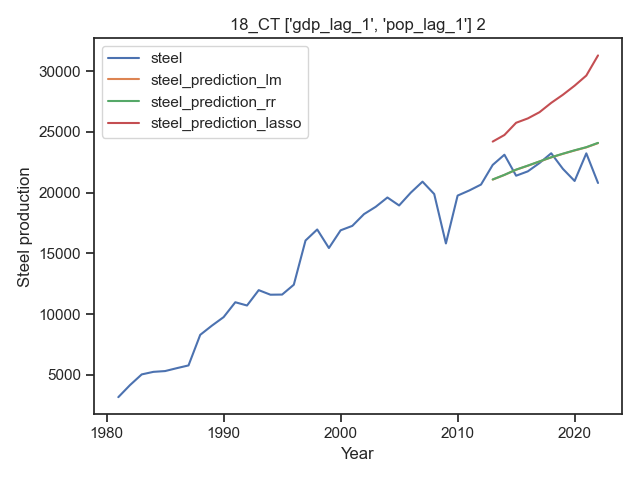 18_CT ['gdp_lag_1', 'pop_lag_1'] 2
steel
steel_prediction_lm
steel_prediction_rr
steel_prediction_lasso
Steel production
30000
25000
20000
15000
10000
5000
1980
1990
2000
2010
2020
Year